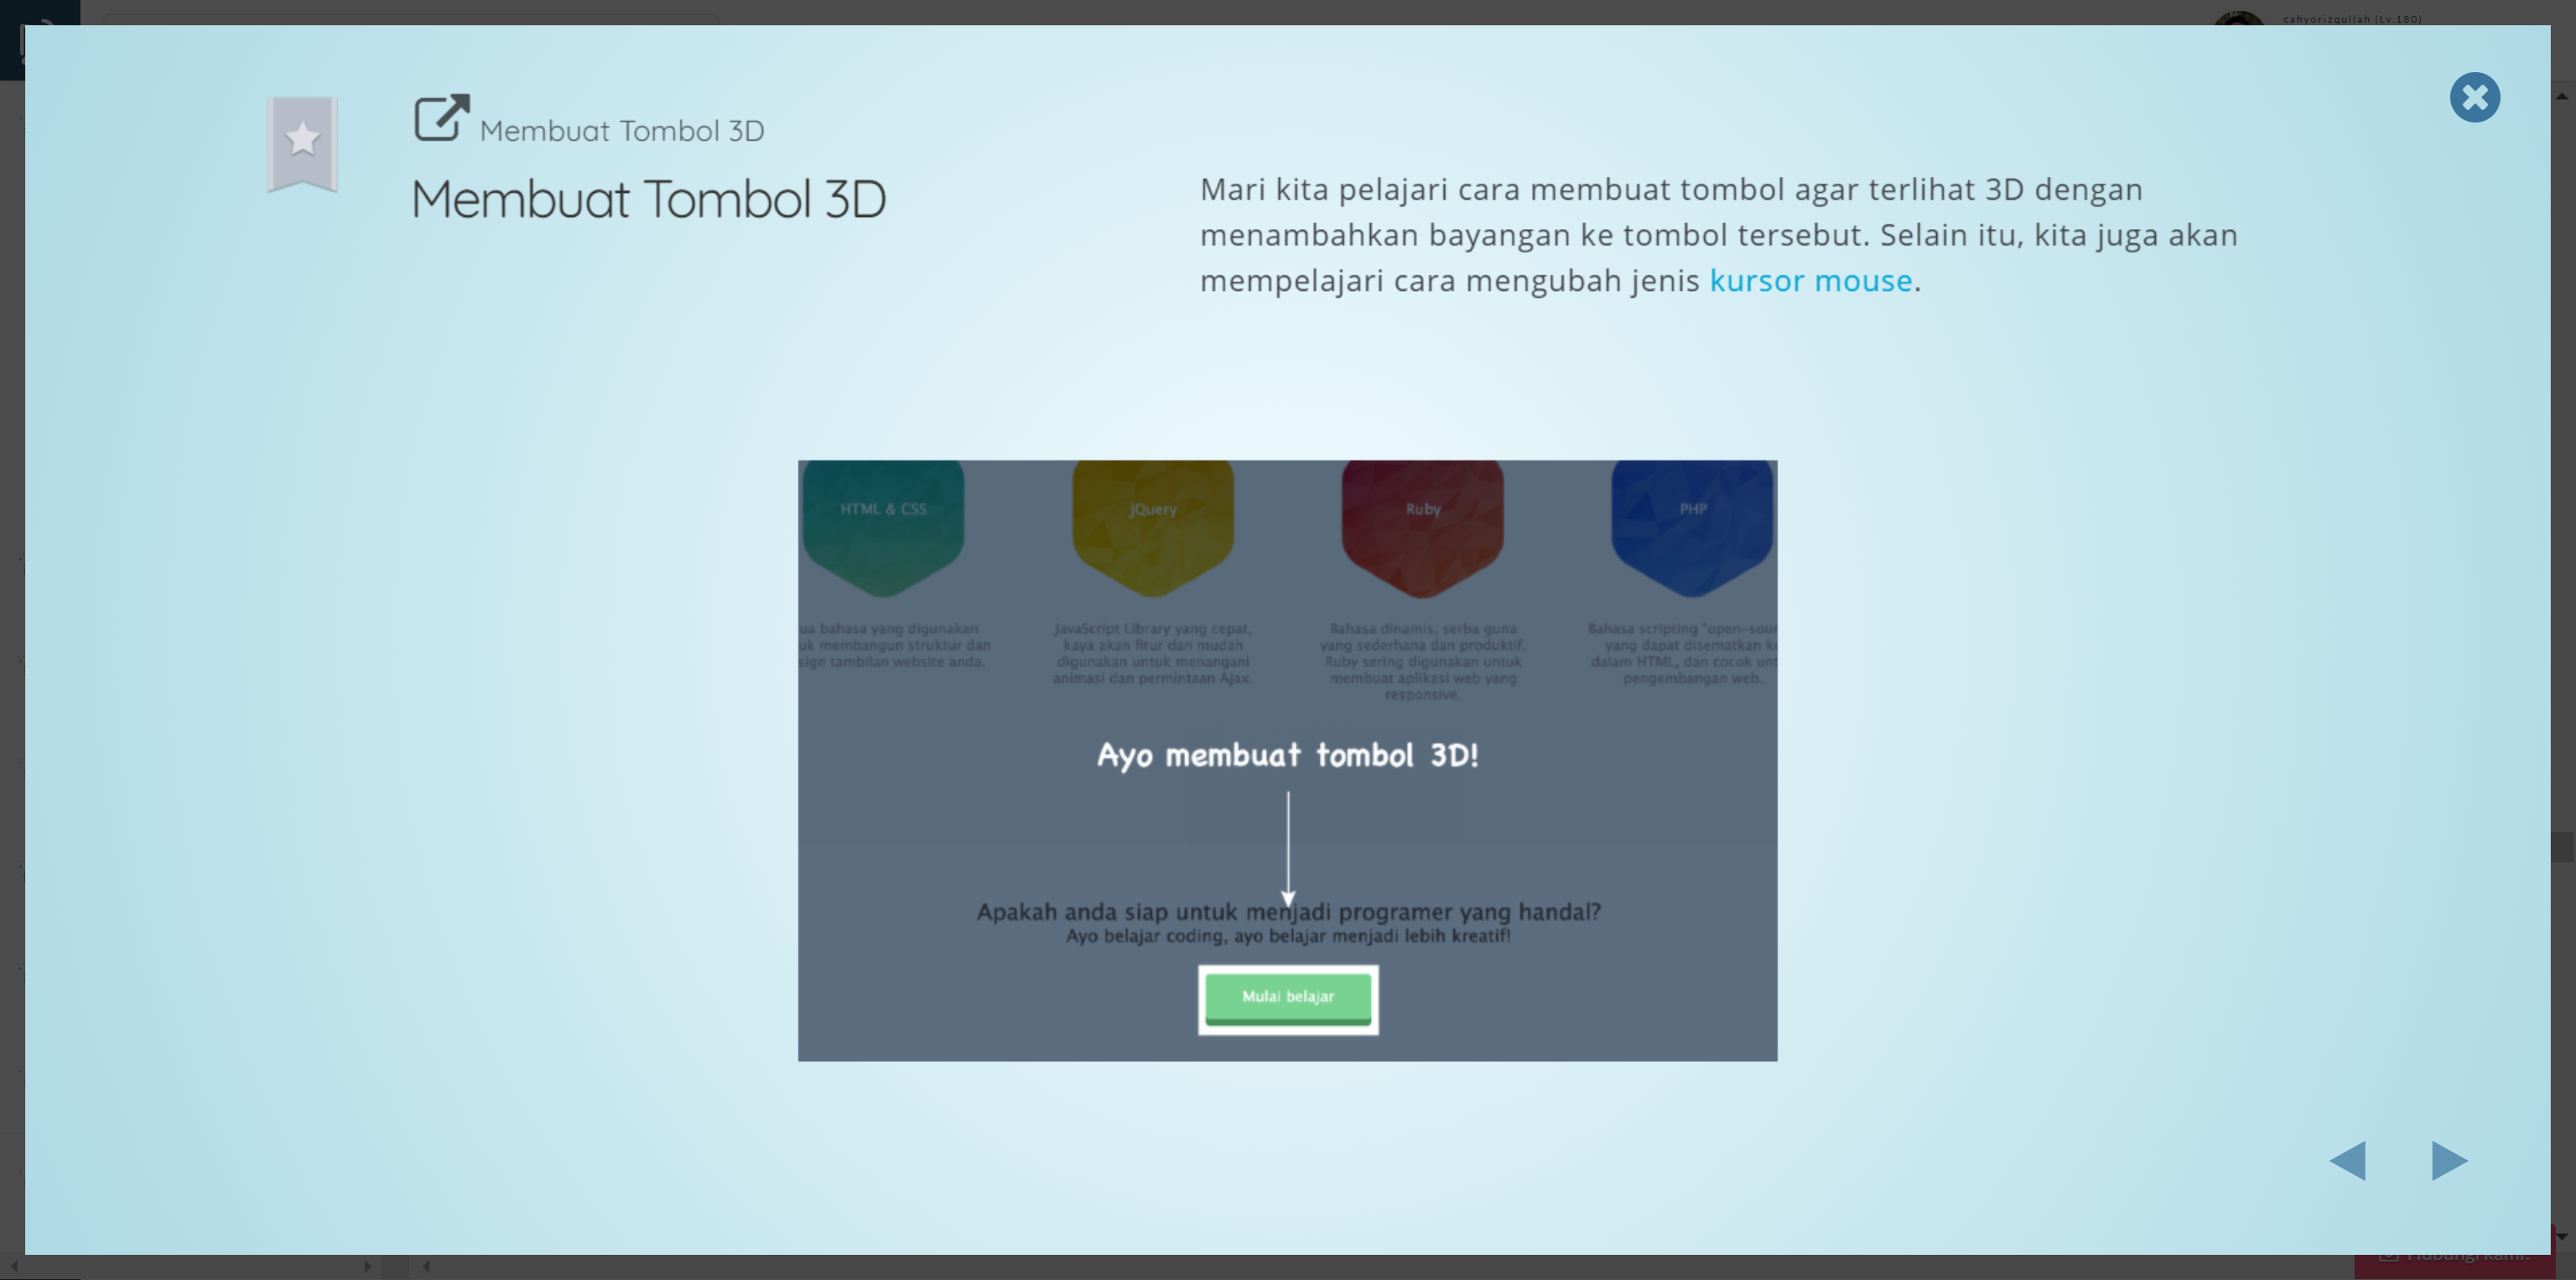 cahyorizqullah (Lv.180)
Membuat Tombol 3D
Membuat Tombol 3D
Mari kita pelajari cara membuat tombol agar terlihat 3D dengan
menambahkan bayangan ke tombol tersebut. Selain itu, kita juga akan
mempelajari cara mengubah jenis kursor mouse.
HTML & CSS
jQuery
Ruby
PHP
ua bahasa yang digunakan
uk membangun struktur dan
sign tambilan website anda.
JavaScript Library yang cepat,
kaya akan fitur dan mudah
digunakan untuk menangani
animasi dan permintaan Ajax.
Bahasa dinamis, serba guna
yang sederhana dan produktif.
Ruby sering digunakan untuk
membuat aplikasi web yang
responsive.
Bahasa scripting "open-sour
yang dapat disematkan ke
dalam HTML, dan cocok unt
pengembangan web.
Ayo membuat tombol 3D!
Apakah anda siap untuk menjadi programer yang handal?
Ayo belajar coding, ayo belajar menjadi lebih kreatif!
Mulai belajar
Hubungi kami!